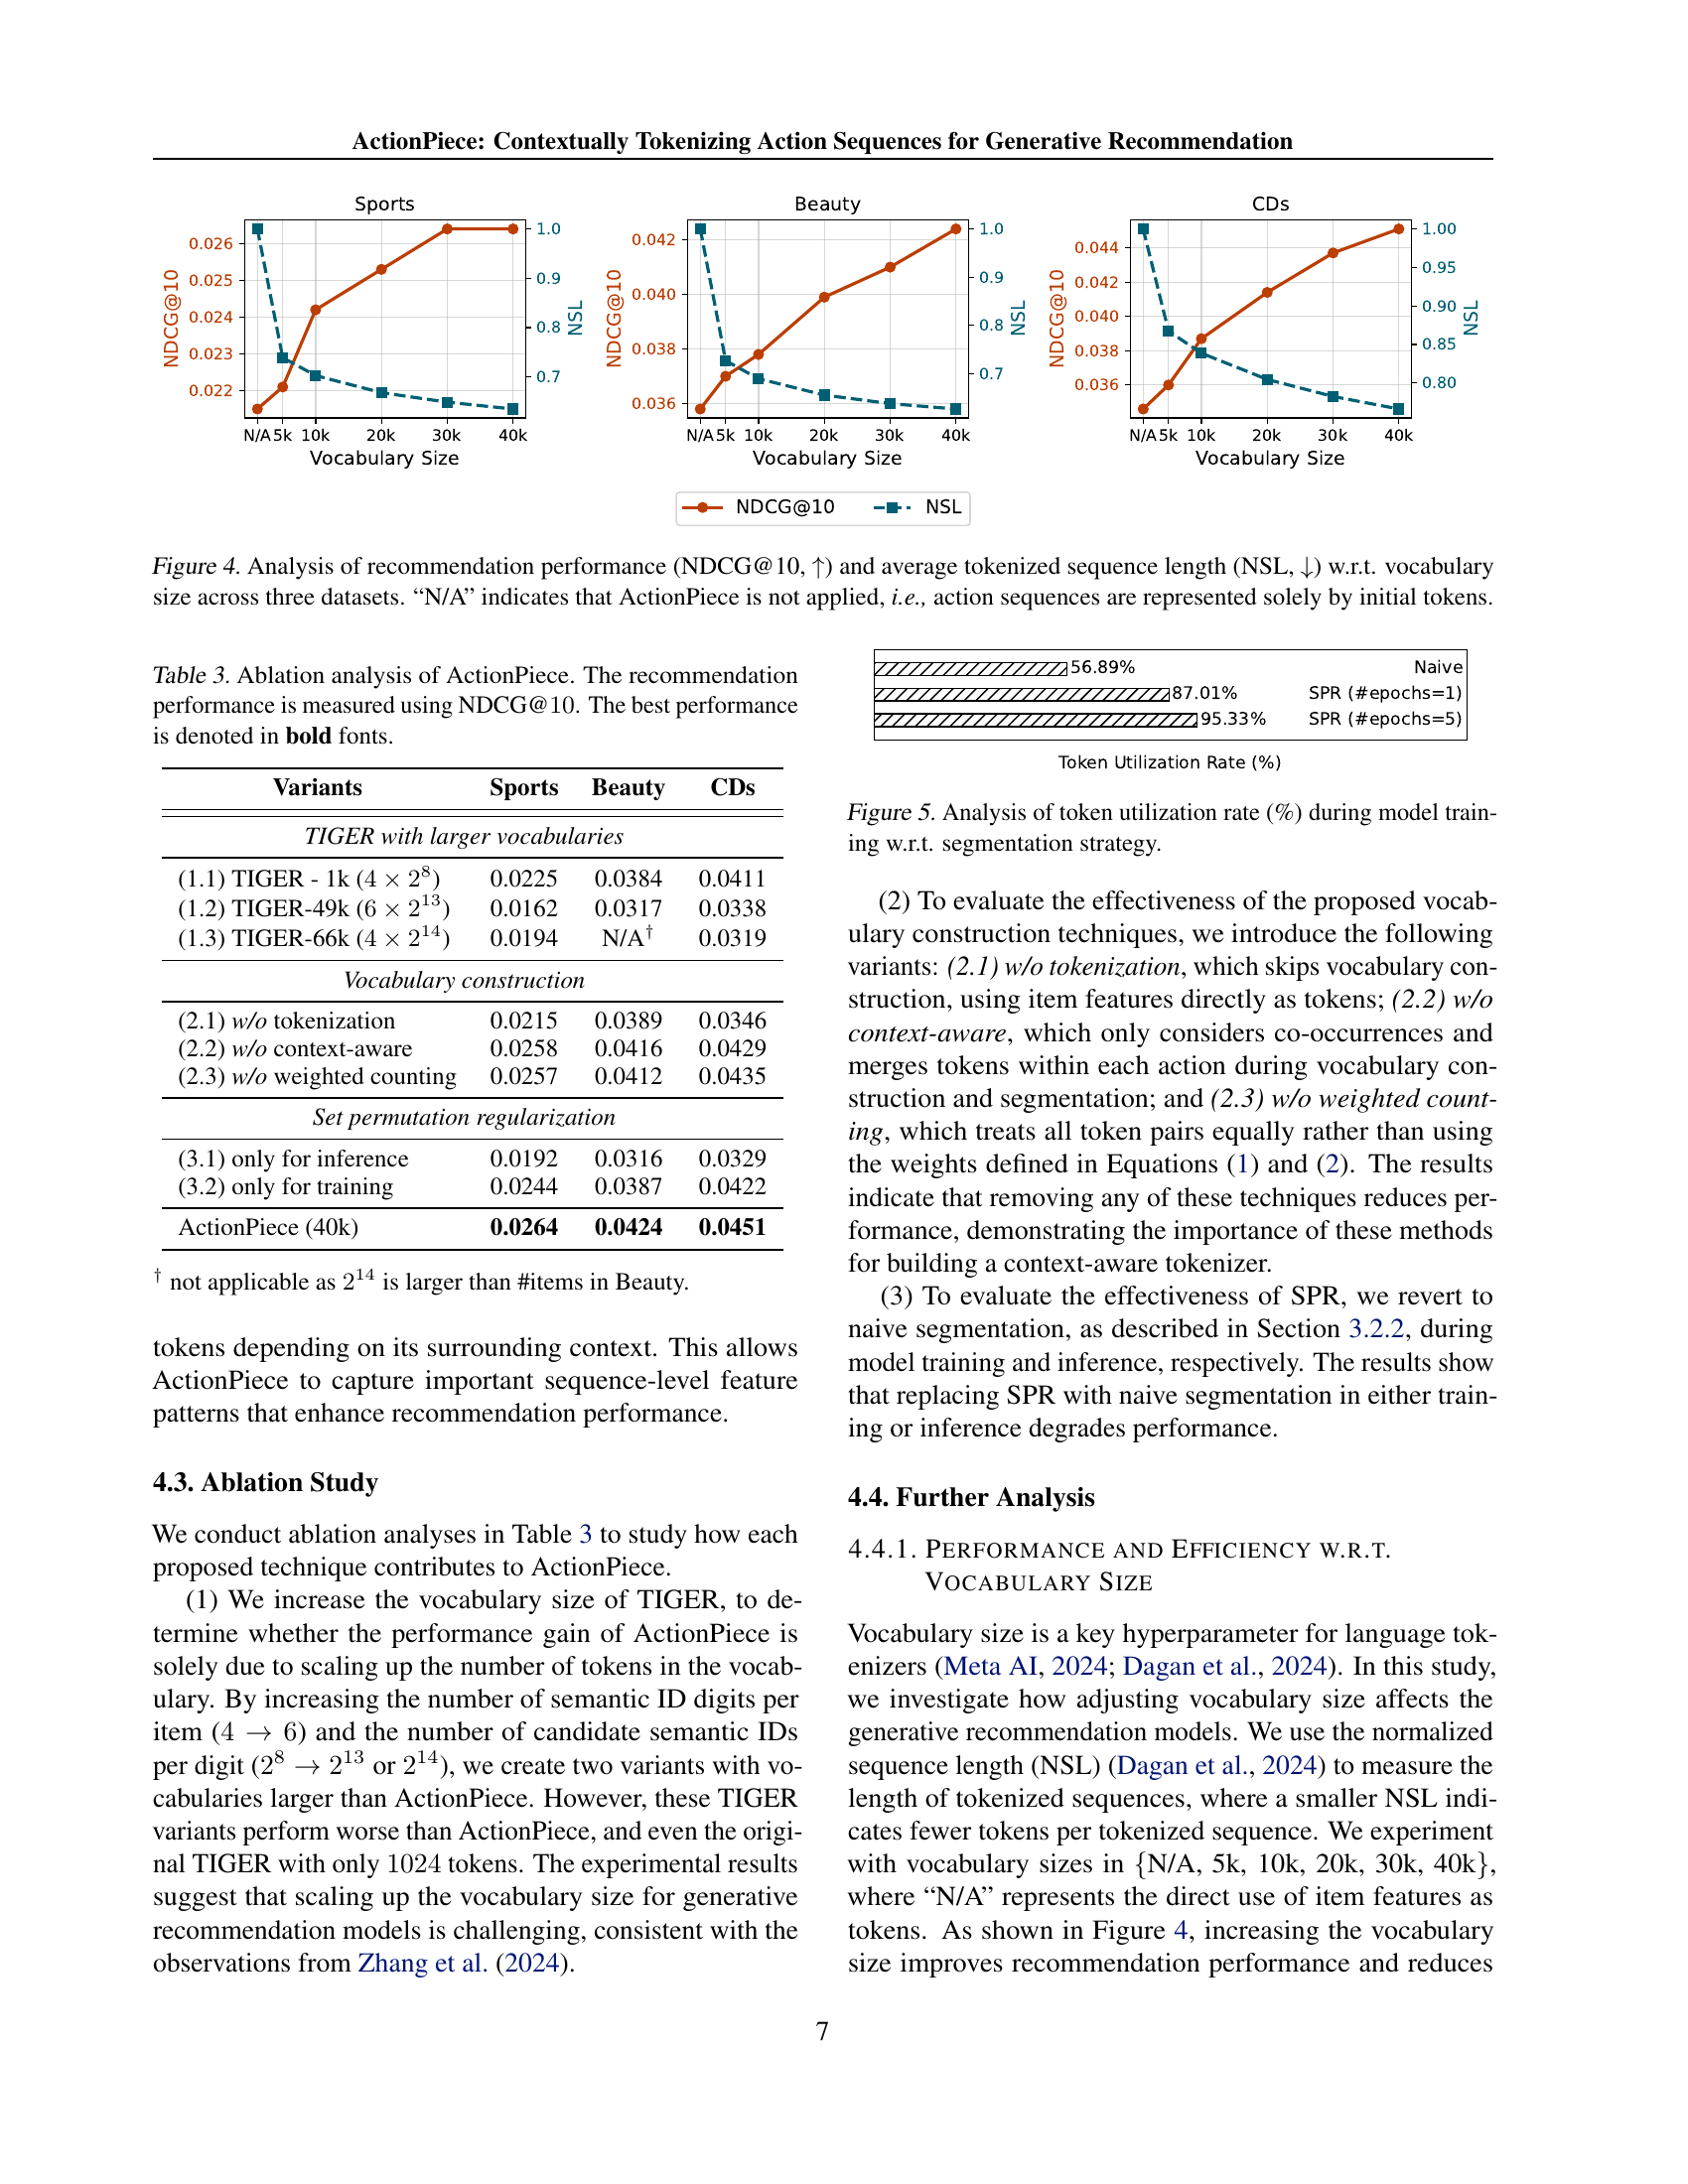 ActionPiece: Contextually Tokenizing Action Sequences for Generative Recommendation
Sports
NDCG@10
0.026
0.025
0.024
0.023
0.022
1.0
0.9
0.8
0.7
NSL
N/A 5k 10k 20k 30k 40k
Vocabulary Size
Beauty
NDCG@10
0.042
0.040
0.038
0.036
1.0
0.9
0.8
0.7
NSL
N/A 5k 10k 20k 30k 40k
Vocabulary Size
CDs
NDCG@10
0.044
0.042
0.040
0.038
0.036
1.00
0.95
0.90
0.85
0.80
NSL
N/A 5k 10k 20k 30k 40k
Vocabulary Size
NDCG@10 NSL
Figure 4. Analysis of recommendation performance (NDCG@10, ↑) and average tokenized sequence length (NSL, ↓) w.r.t. vocabulary
size across three datasets. “N/A” indicates that ActionPiece is not applied, i.e., action sequences are represented solely by initial tokens.
Table 3. Ablation analysis of ActionPiece. The recommendation
performance is measured using NDCG@10. The best performance
is denoted in bold fonts.
Variants Sports Beauty CDs
TIGER with larger vocabularies
(1.1) TIGER - 1k (4 × 2⁸) 0.0225 0.0384 0.0411
(1.2) TIGER-49k (6 × 2¹³) 0.0162 0.0317 0.0338
(1.3) TIGER-66k (4 × 2¹⁴) 0.0194 N/A† 0.0319
Vocabulary construction
(2.1) w/o tokenization 0.0215 0.0389 0.0346
(2.2) w/o context-aware 0.0258 0.0416 0.0429
(2.3) w/o weighted counting 0.0257 0.0412 0.0435
Set permutation regularization
(3.1) only for inference 0.0192 0.0316 0.0329
(3.2) only for training 0.0244 0.0387 0.0422
ActionPiece (40k) 0.0264 0.0424 0.0451
† not applicable as 2¹⁴ is larger than #items in Beauty.
tokens depending on its surrounding context. This allows
ActionPiece to capture important sequence-level feature
patterns that enhance recommendation performance.
4.3. Ablation Study
We conduct ablation analyses in Table 3 to study how each
proposed technique contributes to ActionPiece.
(1) We increase the vocabulary size of TIGER, to de-
termine whether the performance gain of ActionPiece is
solely due to scaling up the number of tokens in the vocab-
ulary. By increasing the number of semantic ID digits per
item (4 → 6) and the number of candidate semantic IDs
per digit (2⁸ → 2¹³ or 2¹⁴), we create two variants with vo-
cabularies larger than ActionPiece. However, these TIGER
variants perform worse than ActionPiece, and even the origi-
nal TIGER with only 1024 tokens. The experimental results
suggest that scaling up the vocabulary size for generative
recommendation models is challenging, consistent with the
observations from Zhang et al. (2024).
56.89% Naive
87.01% SPR (#epochs=1)
95.33% SPR (#epochs=5)
Token Utilization Rate (%)
Figure 5. Analysis of token utilization rate (%) during model train-
ing w.r.t. segmentation strategy.
(2) To evaluate the effectiveness of the proposed vocab-
ulary construction techniques, we introduce the following
variants: (2.1) w/o tokenization, which skips vocabulary con-
struction, using item features directly as tokens; (2.2) w/o
context-aware, which only considers co-occurrences and
merges tokens within each action during vocabulary con-
struction and segmentation; and (2.3) w/o weighted count-
ing, which treats all token pairs equally rather than using
the weights defined in Equations (1) and (2). The results
indicate that removing any of these techniques reduces per-
formance, demonstrating the importance of these methods
for building a context-aware tokenizer.
(3) To evaluate the effectiveness of SPR, we revert to
naive segmentation, as described in Section 3.2.2, during
model training and inference, respectively. The results show
that replacing SPR with naive segmentation in either train-
ing or inference degrades performance.
4.4. Further Analysis
4.4.1. PERFORMANCE AND EFFICIENCY W.R.T.
VOCABULARY SIZE
Vocabulary size is a key hyperparameter for language tok-
enizers (Meta AI, 2024; Dagan et al., 2024). In this study,
we investigate how adjusting vocabulary size affects the
generative recommendation models. We use the normalized
sequence length (NSL) (Dagan et al., 2024) to measure the
length of tokenized sequences, where a smaller NSL indi-
cates fewer tokens per tokenized sequence. We experiment
with vocabulary sizes in {N/A, 5k, 10k, 20k, 30k, 40k},
where “N/A” represents the direct use of item features as
tokens. As shown in Figure 4, increasing the vocabulary
size improves recommendation performance and reduces
7